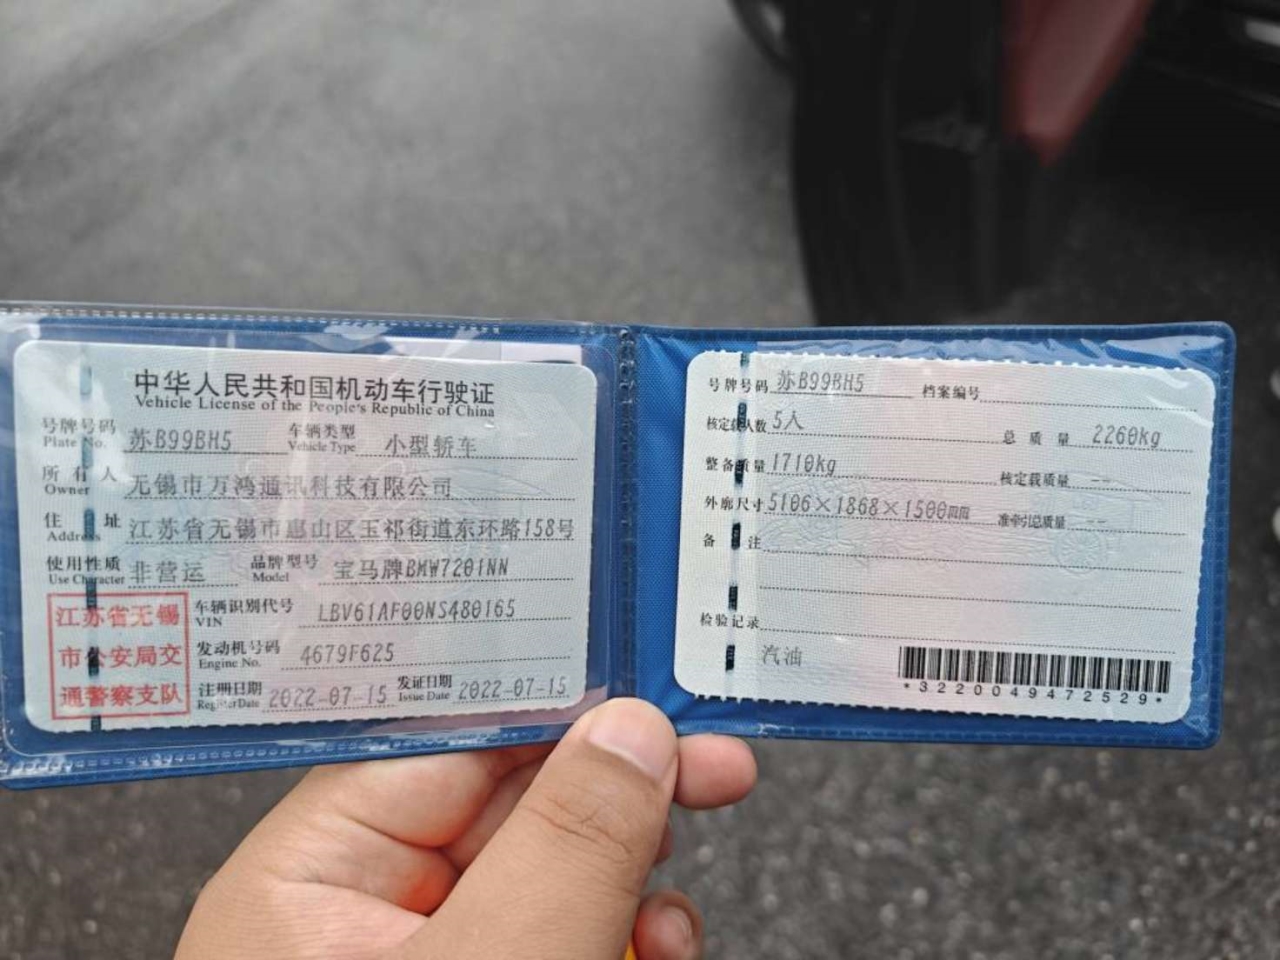 中华人民共和国机动车行驶证
Vehicle License of the People's Republic of China
号牌号码 苏B99BH5 车辆类型 小型轿车
Plate No. Vehicle Type
所有人 无锡市万鸿通讯科技有限公司
Owner
住址 江苏省无锡市惠山区玉祁街道东环路158号
Address
使用性质 非营运 品牌型号 宝马牌BMW7201NN
Use Character Model
江苏省无锡
市公安局交
通警察支队
车辆识别代号 LBV61AF00NS480165
VIN
发动机号码 4679F625
Engine No.
注册日期 2022-07-15 发证日期 2022-07-15
Register Date Issue Date
号牌号码 苏B99BH5 档案编号
核定载人数 5人 总质量 2260kg
整备质量 1710kg 核定载质量 --
外廓尺寸 5106×1868×1500mm 准牵引总质量 --
备注
检验记录
汽油
*3220049472529*